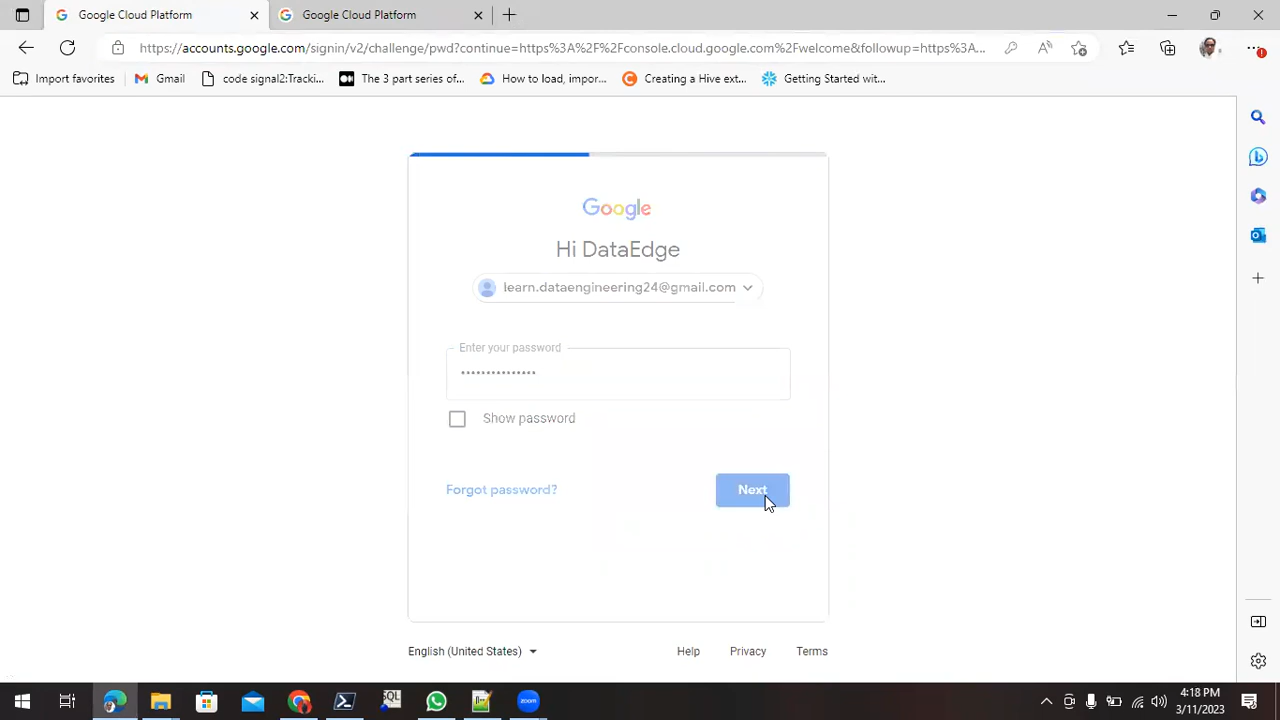 Google Cloud Platform
Google Cloud Platform
https://accounts.google.com/signin/v2/challenge/pwd?continue=https%3A%2F%2Fconsole.cloud.google.com%2Fwelcome&followup=https%3A...
Import favorites
Gmail
code signal2:Tracki...
The 3 part series of...
How to load, impor...
Creating a Hive ext...
Getting Started wit...
Google
Hi DataEdge
learn.dataengineering24@gmail.com
Enter your password
•••••••••••••••
Show password
Forgot password?
Next
English (United States)
Help
Privacy
Terms
SQL
zoom
4:18 PM
3/11/2023